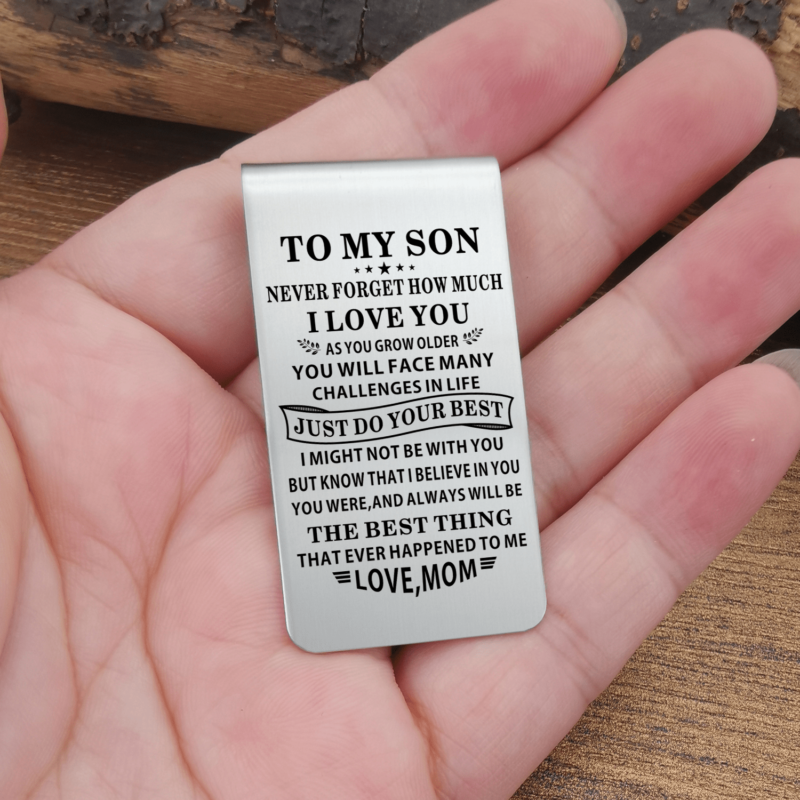 TO MY SON
NEVER FORGET HOW MUCH
I LOVE YOU
AS YOU GROW OLDER
YOU WILL FACE MANY
CHALLENGES IN LIFE
JUST DO YOUR BEST
I MIGHT NOT BE WITH YOU
BUT KNOW THAT I BELIEVE IN YOU
YOU WERE,AND ALWAYS WILL BE
THE BEST THING
THAT EVER HAPPENED TO ME
LOVE,MOM